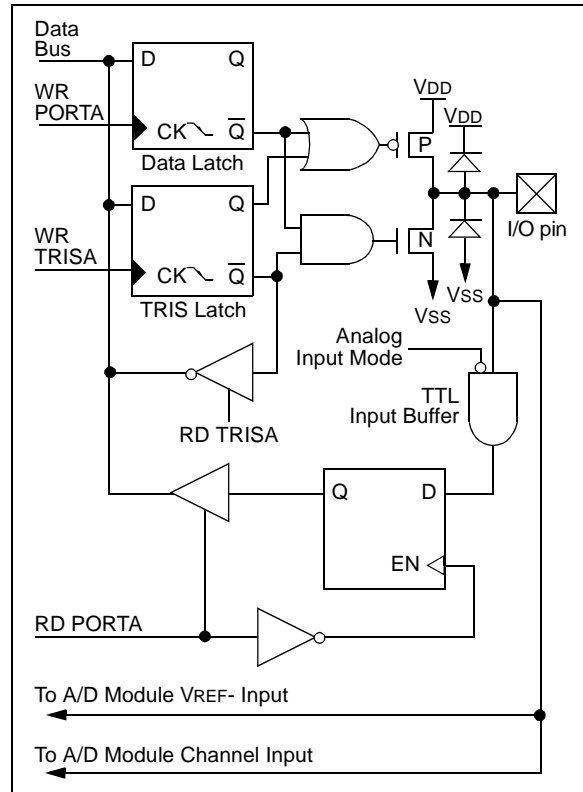 Data
Bus
D Q
WR
PORTA
CK Q
Data Latch
VDD
VDD
P
D Q
WR
TRISA
CK Q
TRIS Latch
N
I/O pin
VSS
VSS
Analog
Input Mode
TTL
Input Buffer
RD TRISA
Q D
EN
RD PORTA
To A/D Module VREF- Input
To A/D Module Channel Input